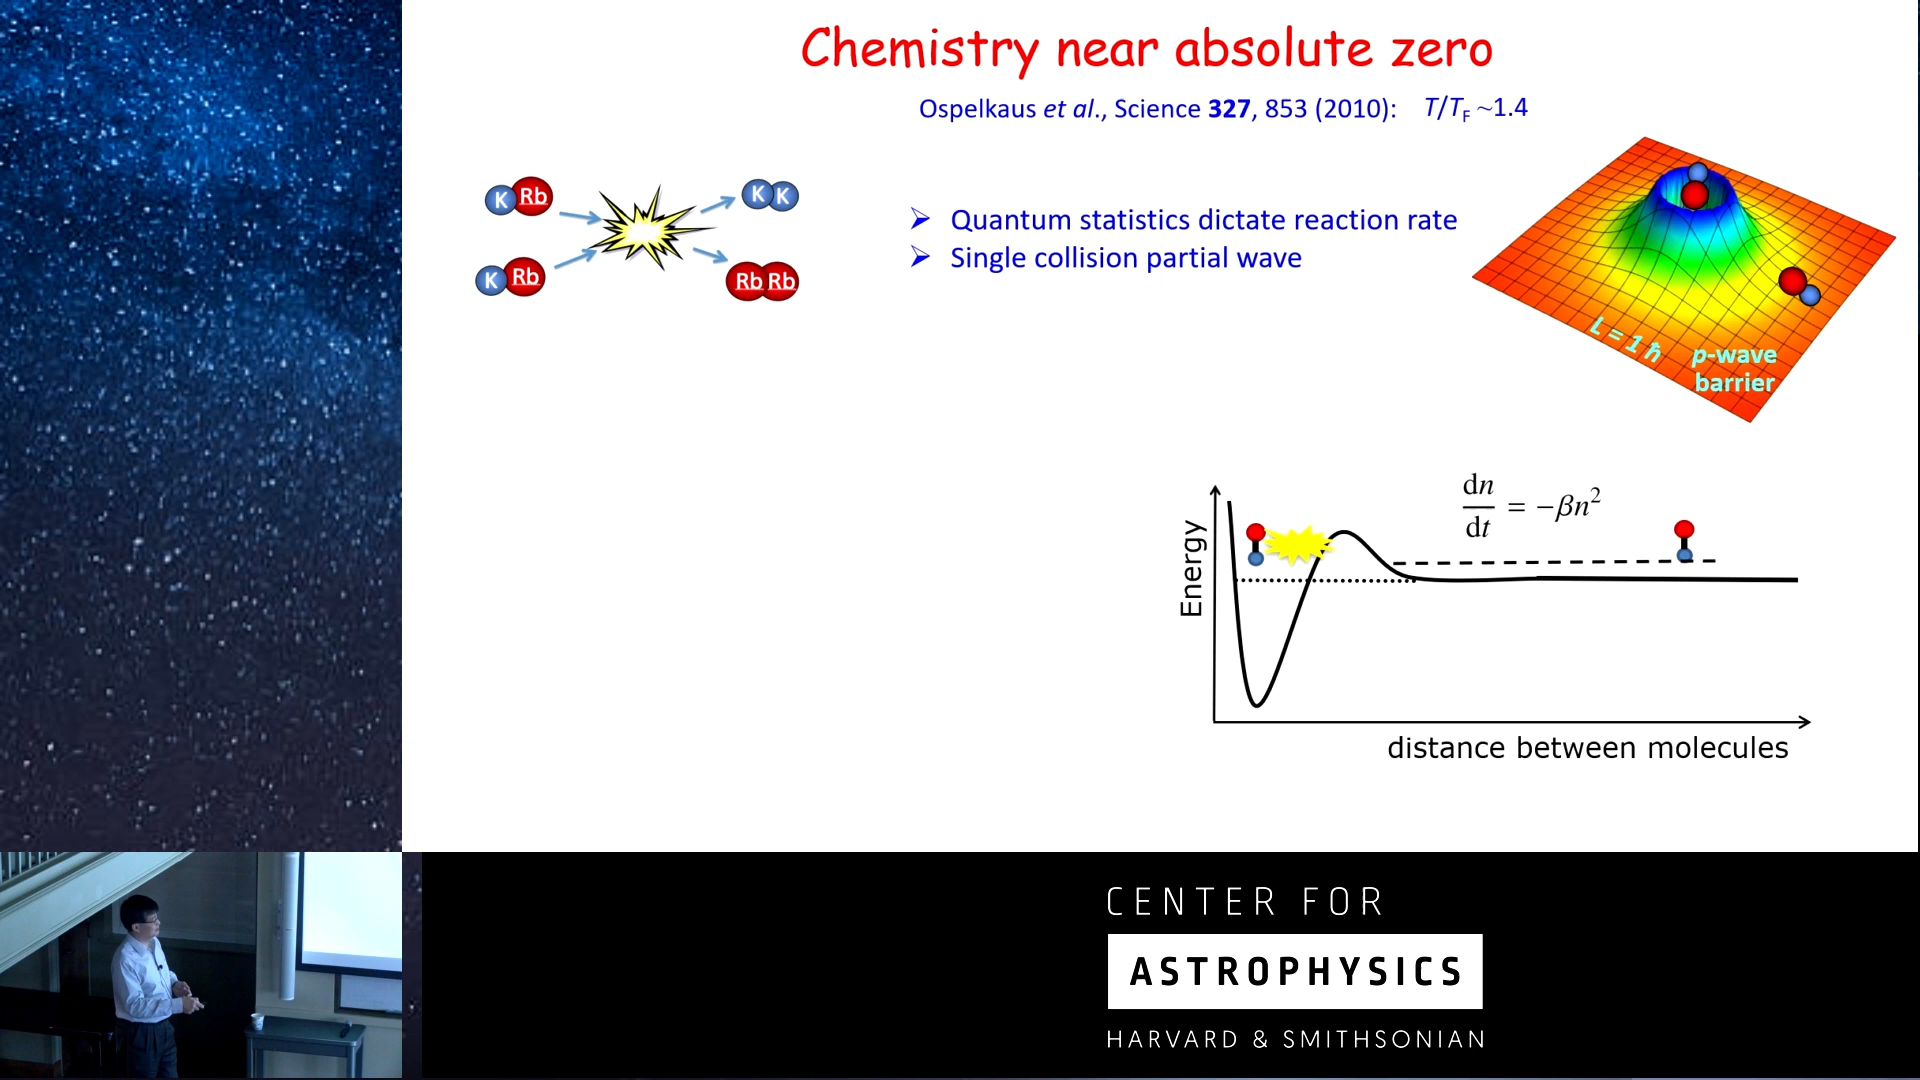 Chemistry near absolute zero
Ospelkaus et al., Science 327, 853 (2010): T/T_F ~1.4
K Rb
K K
K Rb
Rb Rb
➢ Quantum statistics dictate reaction rate
➢ Single collision partial wave
L = 1 ħ
p-wave
barrier
dn/dt = −βn²
Energy
distance between molecules
CENTER FOR
ASTROPHYSICS
HARVARD & SMITHSONIAN